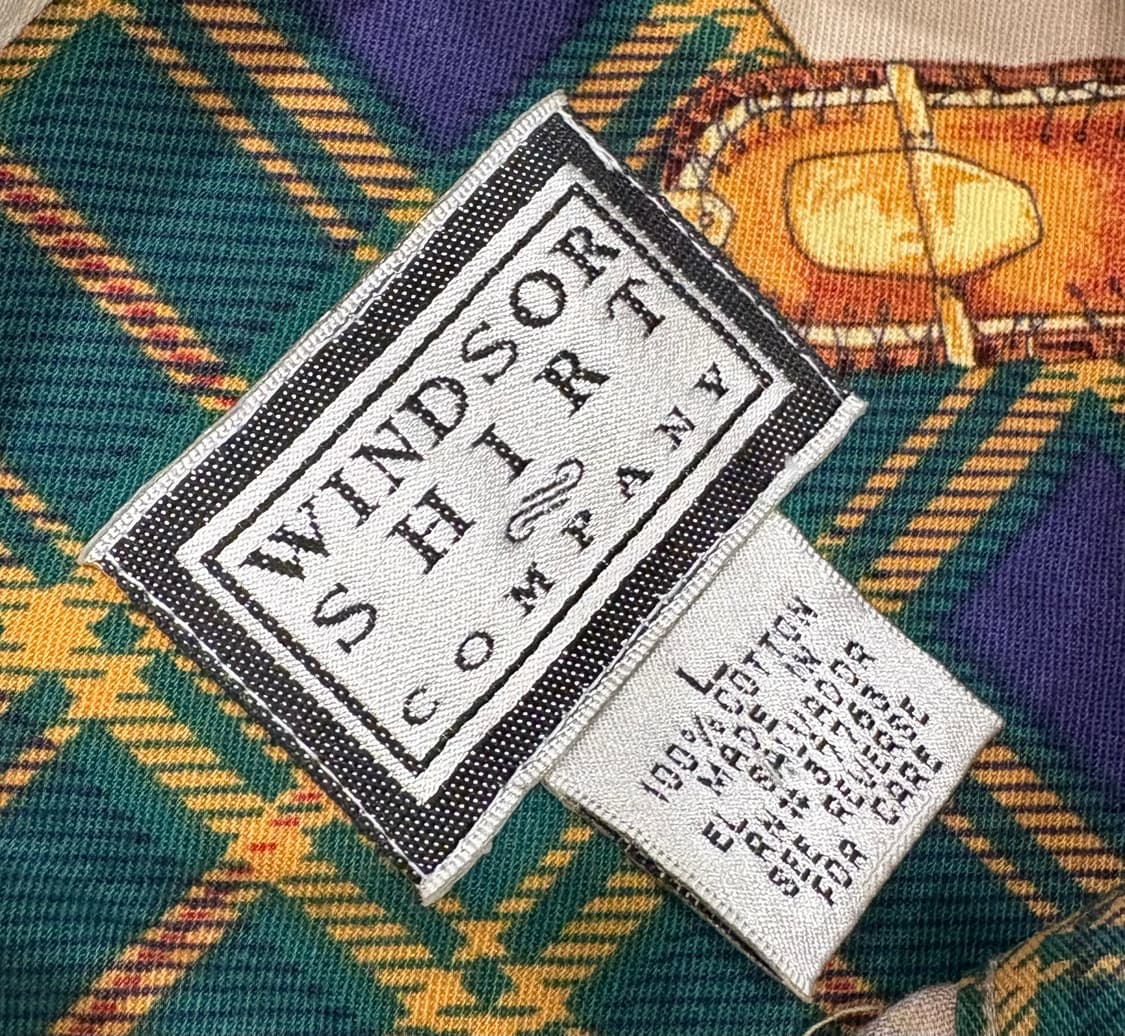 WINDSOR
SHIRT
COMPANY
L
100% COTTON
MADE IN
EL SALVADOR
RN# 37763
SEE REVERSE
FOR CARE